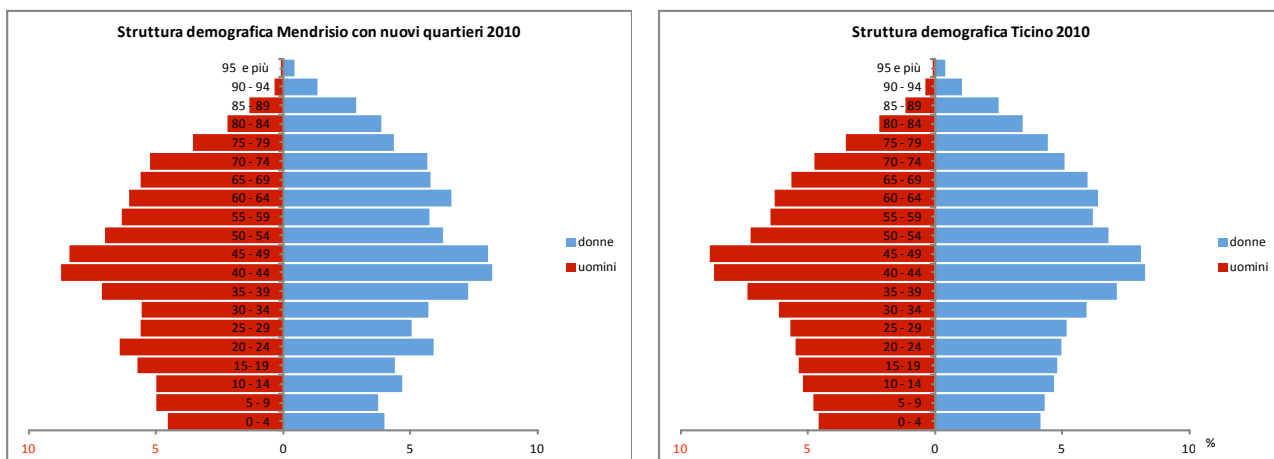 Struttura demografica Mendrisio con nuovi quartieri 2010
95 e più
90 - 94
85 - 89
80 - 84
75 - 79
70 - 74
65 - 69
60 - 64
55 - 59
50 - 54
45 - 49
40 - 44
35 - 39
30 - 34
25 - 29
20 - 24
15- 19
10 - 14
5 - 9
0 - 4
donne
uomini
10 5 0 5 10
Struttura demografica Ticino 2010
95 e più
90 - 94
85 - 89
80 - 84
75 - 79
70 - 74
65 - 69
60 - 64
55 - 59
50 - 54
45 - 49
40 - 44
35 - 39
30 - 34
25 - 29
20 - 24
15- 19
10 - 14
5 - 9
0 - 4
donne
uomini
10 5 0 5 10 %